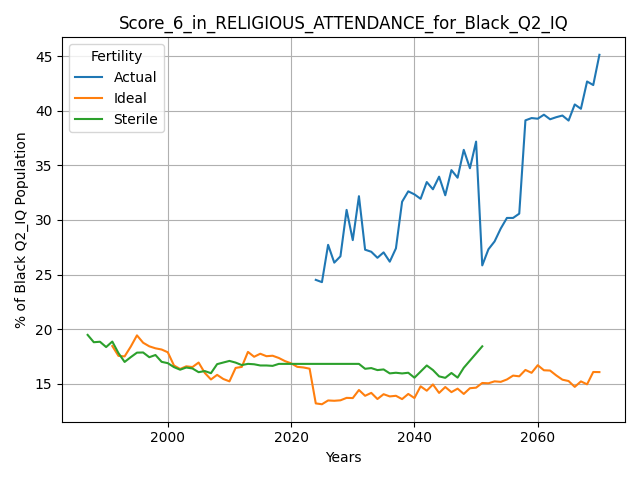 Score_6_in_RELIGIOUS_ATTENDANCE_for_Black_Q2_IQ
Fertility
Actual
Ideal
Sterile
% of Black Q2_IQ Population
45
40
35
30
25
20
15
2000
2020
2040
2060
Years